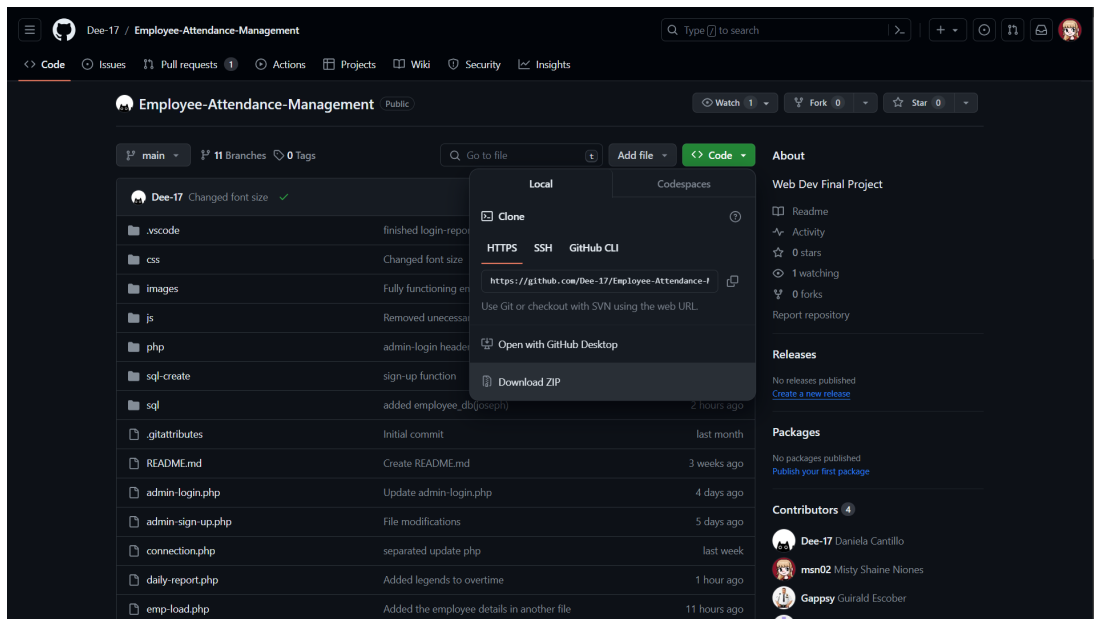 Dee-17 / Employee-Attendance-Management
Type / to search
Code Issues Pull requests 1 Actions Projects Wiki Security Insights
Employee-Attendance-Management Public
Watch 1 Fork 0 Star 0
main 11 Branches 0 Tags
Go to file t
Add file Code
Dee-17 Changed font size
.vscode finished login-repor
css Changed font size
images Fully functioning en
js Removed unecessar
php admin-login header
sql-create sign-up function
sql added employee_db(joseph) 2 hours ago
.gitattributes Initial commit last month
README.md Create README.md 3 weeks ago
admin-login.php Update admin-login.php 4 days ago
admin-sign-up.php File modifications 5 days ago
connection.php separated update php last week
daily-report.php Added legends to overtime 1 hour ago
emp-load.php Added the employee details in another file 11 hours ago
Local Codespaces
Clone
HTTPS SSH GitHub CLI
https://github.com/Dee-17/Employee-Attendance-M
Use Git or checkout with SVN using the web URL.
Open with GitHub Desktop
Download ZIP
About
Web Dev Final Project
Readme
Activity
0 stars
1 watching
0 forks
Report repository
Releases
No releases published
Create a new release
Packages
No packages published
Publish your first package
Contributors 4
Dee-17 Daniela Cantillo
msn02 Misty Shaine Niones
Gappsy Guirald Escober